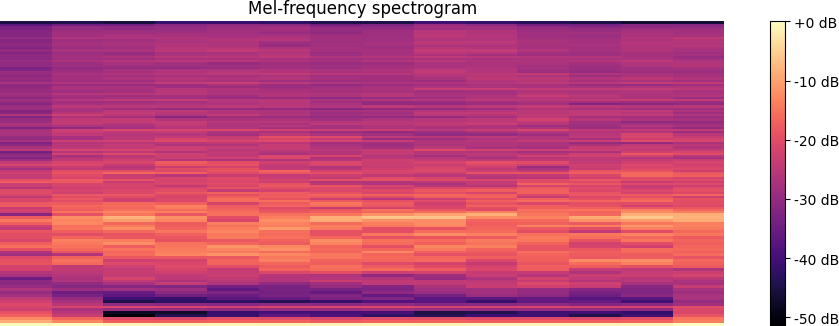 Mel-frequency spectrogram
+0 dB
-10 dB
-20 dB
-30 dB
-40 dB
-50 dB